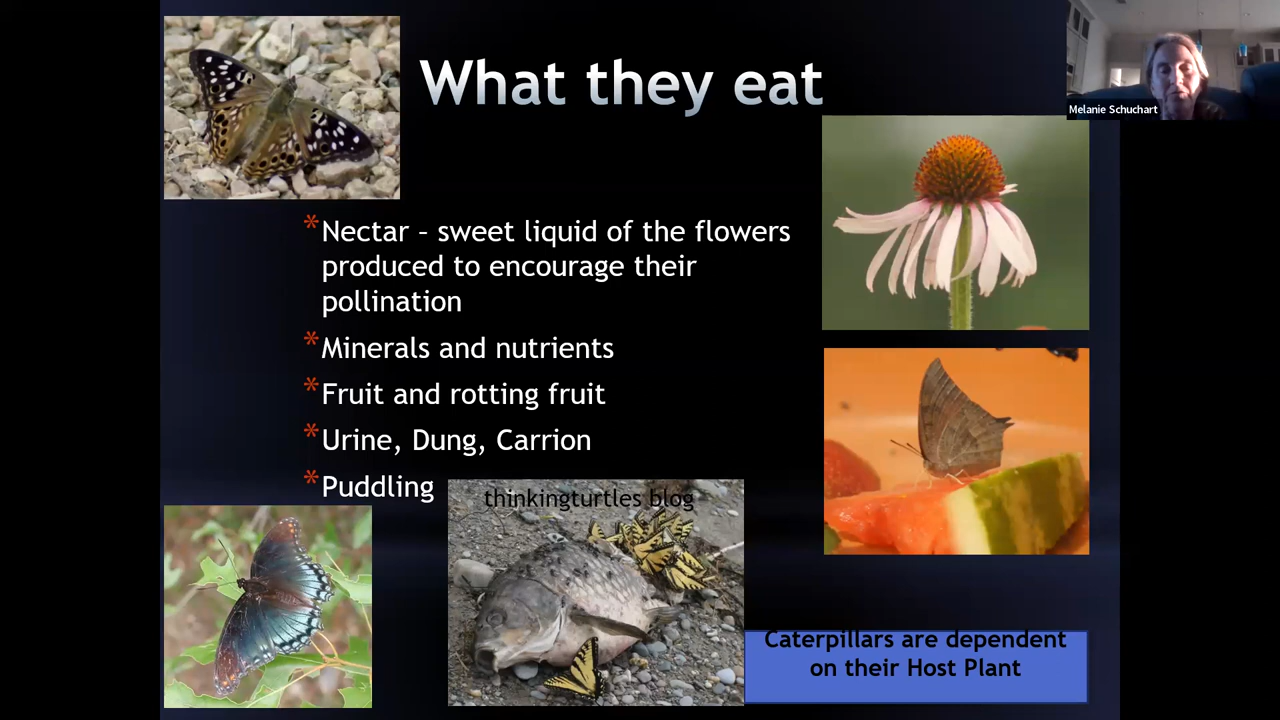 What they eat
Melanie Schuchart
* Nectar – sweet liquid of the flowers
produced to encourage their
pollination
* Minerals and nutrients
* Fruit and rotting fruit
* Urine, Dung, Carrion
* Puddling
thinkingturtles blog
Caterpillars are dependent
on their Host Plant